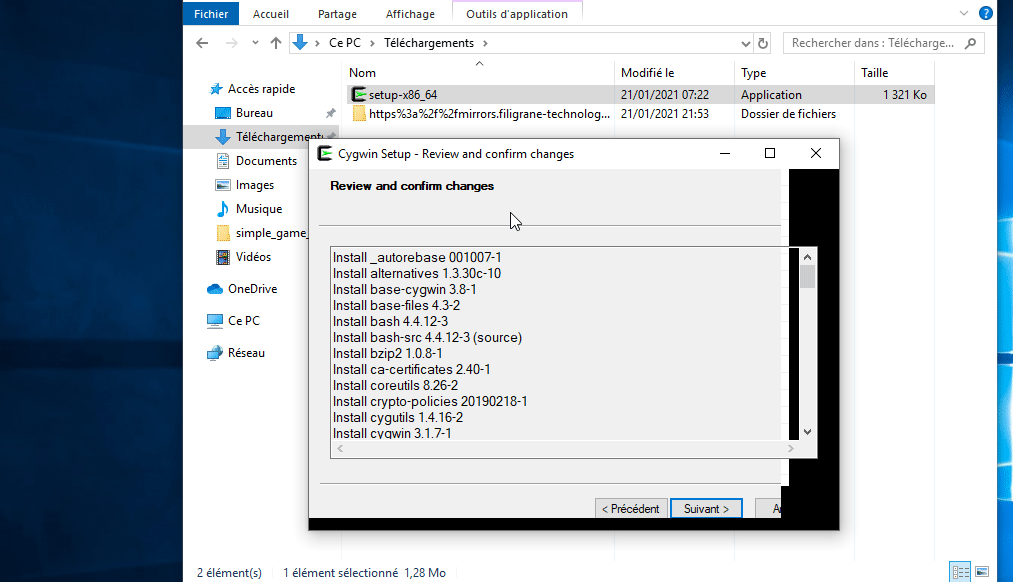 Fichier Accueil Partage Affichage Outils d'application
Ce PC Téléchargements
Rechercher dans : Télécharge...
Nom Modifié le Type Taille
setup-x86_64 21/01/2021 07:22 Application 1 321 Ko
https%3a%2f%2fmirrors.filigrane-technolog... 21/01/2021 21:53 Dossier de fichiers
Accès rapide
Bureau
Téléchargement
Documents
Images
Musique
simple_game_
Vidéos
OneDrive
Ce PC
Réseau
Cygwin Setup - Review and confirm changes
Review and confirm changes
Install _autorebase 001007-1
Install alternatives 1.3.30c-10
Install base-cygwin 3.8-1
Install base-files 4.3-2
Install bash 4.4.12-3
Install bash-src 4.4.12-3 (source)
Install bzip2 1.0.8-1
Install ca-certificates 2.40-1
Install coreutils 8.26-2
Install crypto-policies 20190218-1
Install cygutils 1.4.16-2
Install cygwin 3.1.7-1
< Précédent Suivant >
2 élément(s) 1 élément sélectionné 1,28 Mo